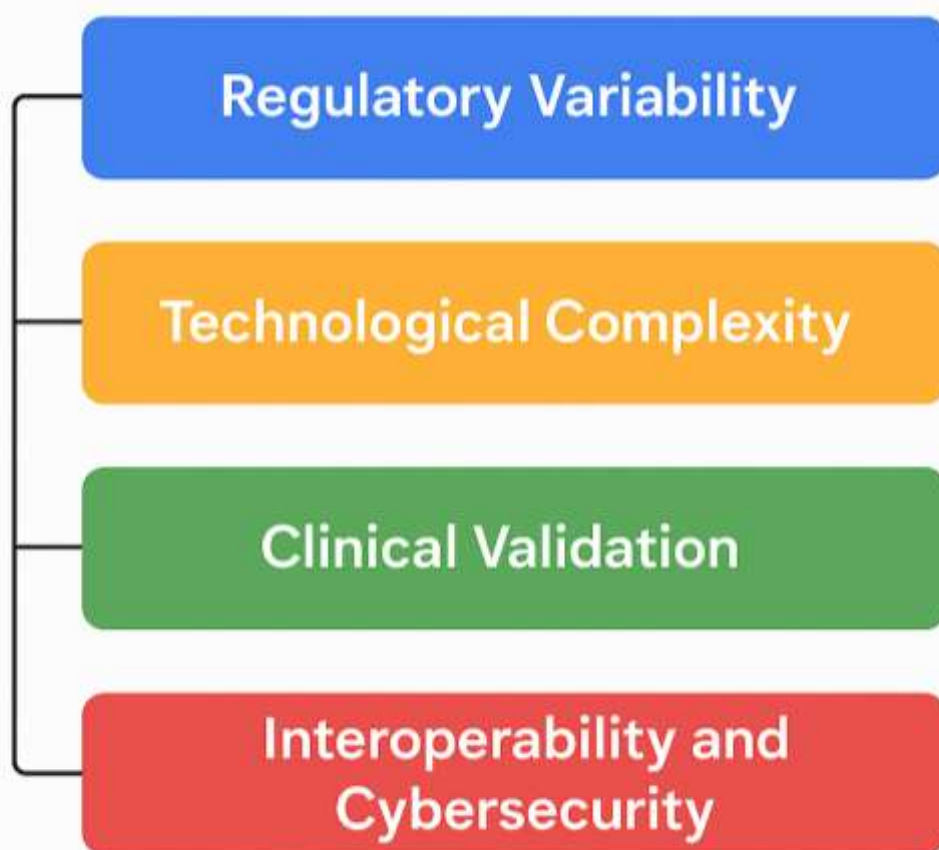 Regulatory Variability
Technological Complexity
Clinical Validation
Interoperability and
Cybersecurity